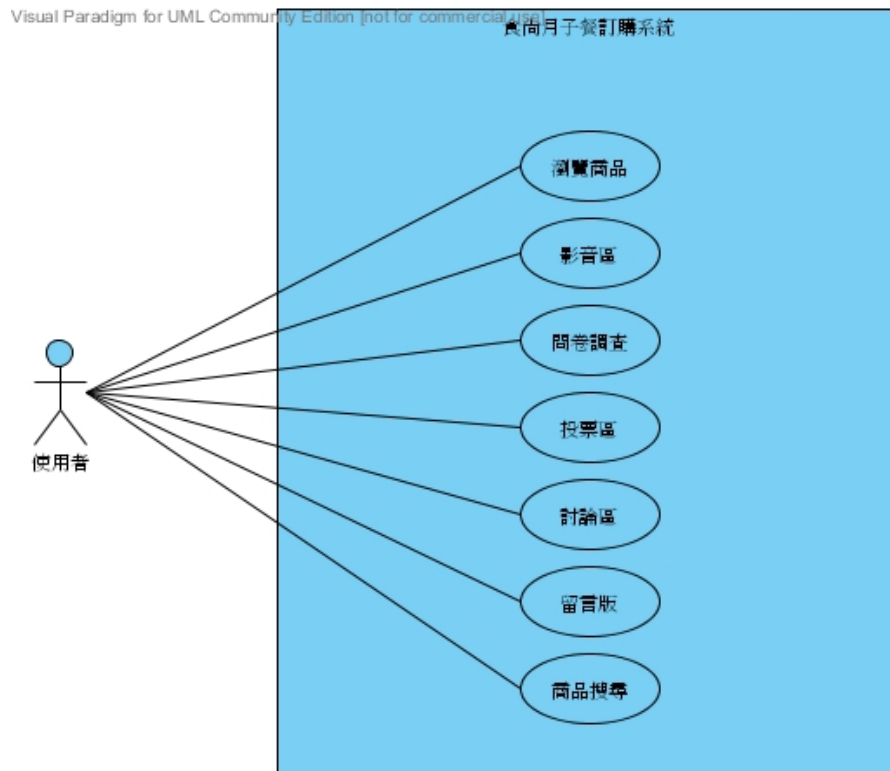 Visual Paradigm for UML Community Edition [not for commercial use]
食尚月子餐訂購系統
瀏覽商品
影音區
問卷調查
投票區
使用者
討論區
留言版
商品搜尋